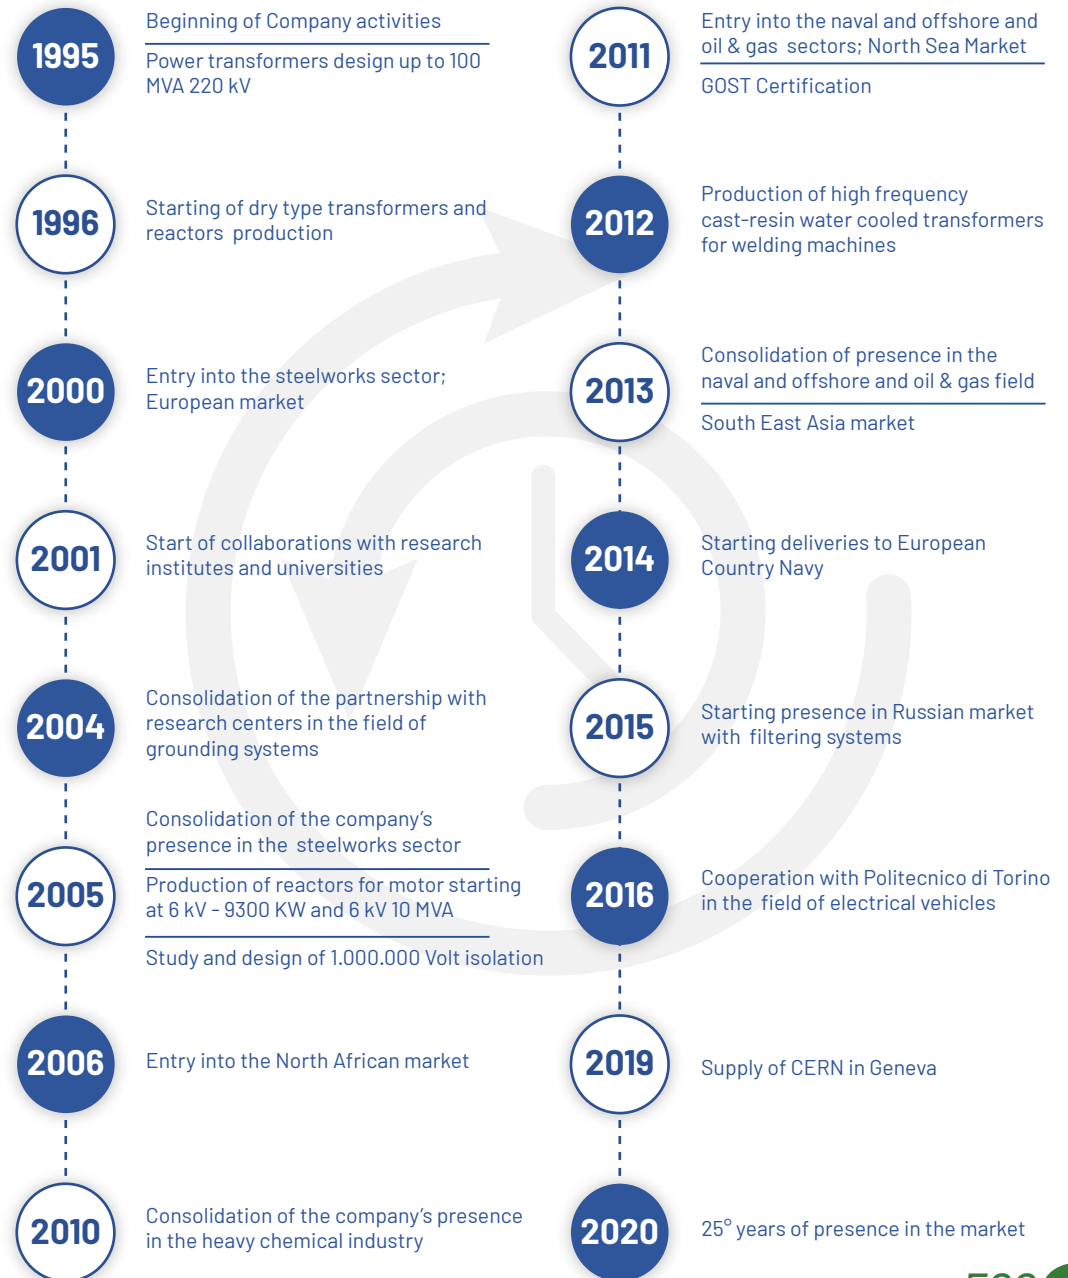 1995
Beginning of Company activities
Power transformers design up to 100
MVA 220 kV
1996
Starting of dry type transformers and
reactors production
2000
Entry into the steelworks sector;
European market
2001
Start of collaborations with research
institutes and universities
2004
Consolidation of the partnership with
research centers in the field of
grounding systems
2005
Consolidation of the company's
presence in the steelworks sector
Production of reactors for motor starting
at 6 kV - 9300 KW and 6 kV 10 MVA
Study and design of 1.000.000 Volt isolation
2006
Entry into the North African market
2010
Consolidation of the company's presence
in the heavy chemical industry
2011
Entry into the naval and offshore and
oil & gas sectors; North Sea Market
GOST Certification
2012
Production of high frequency
cast-resin water cooled transformers
for welding machines
2013
Consolidation of presence in the
naval and offshore and oil & gas field
South East Asia market
2014
Starting deliveries to European
Country Navy
2015
Starting presence in Russian market
with filtering systems
2016
Cooperation with Politecnico di Torino
in the field of electrical vehicles
2019
Supply of CERN in Geneva
2020
25° years of presence in the market